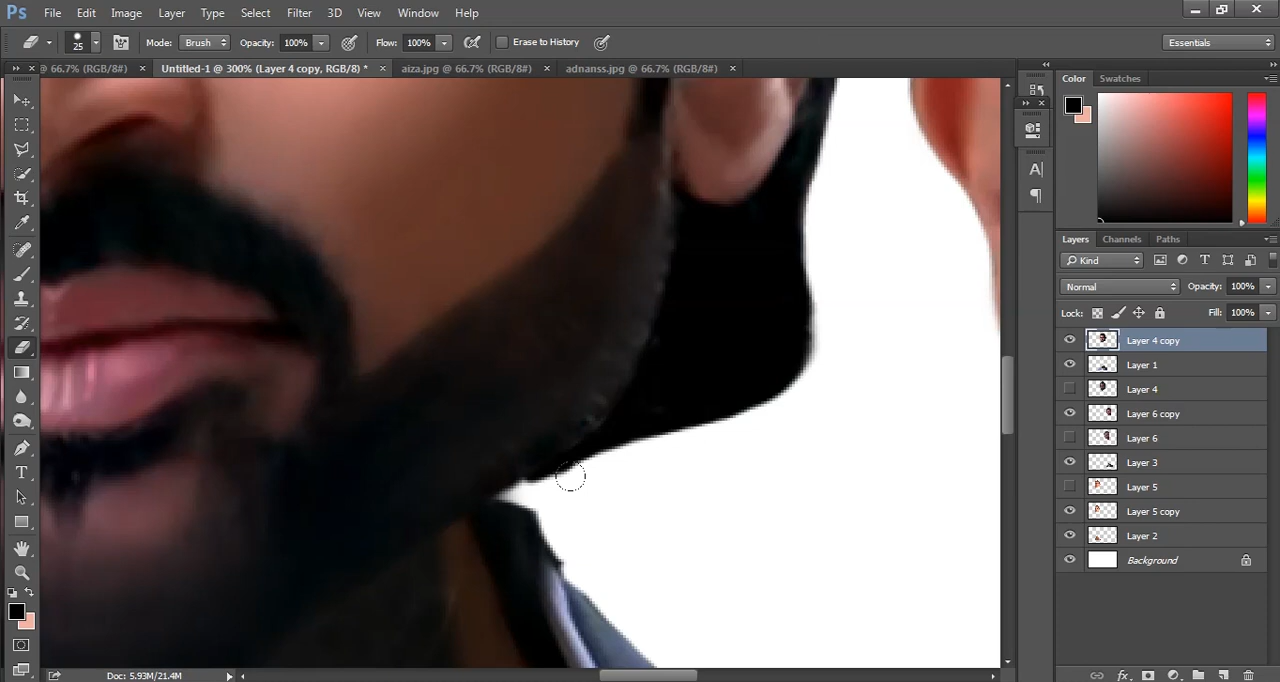 Ps File Edit Image Layer Type Select Filter 3D View Window Help
25 Mode: Brush Opacity: 100% Flow: 100% Erase to History Essentials
@ 66.7% (RGB/8#) Untitled-1 @ 300% (Layer 4 copy, RGB/8) * aiza.jpg @ 66.7% (RGB/8#) adnanss.jpg @ 66.7% (RGB/8#)
Color Swatches
Layers Channels Paths
Kind
Normal Opacity: 100%
Lock: Fill: 100%
Layer 4 copy
Layer 1
Layer 4
Layer 6 copy
Layer 6
Layer 3
Layer 5
Layer 5 copy
Layer 2
Background
Doc: 5.93M/21.4M